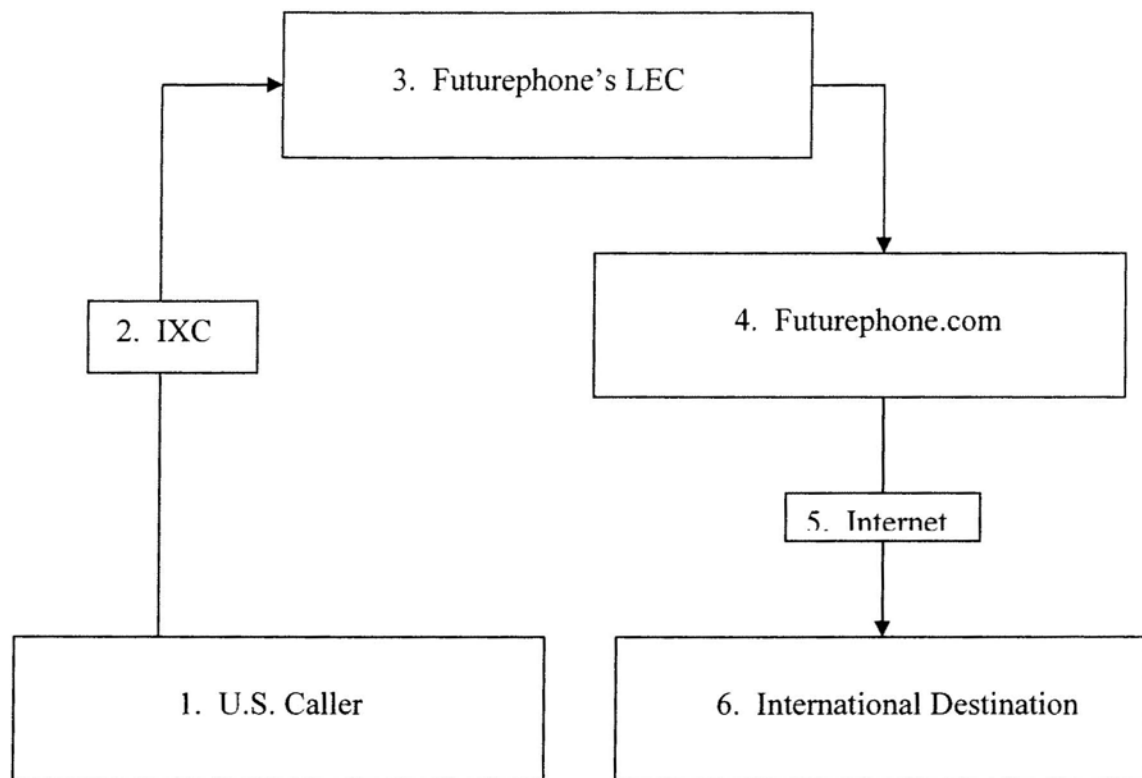 3. Futurephone's LEC
2. IXC
4. Futurephone.com
5. Internet
1. U.S. Caller
6. International Destination